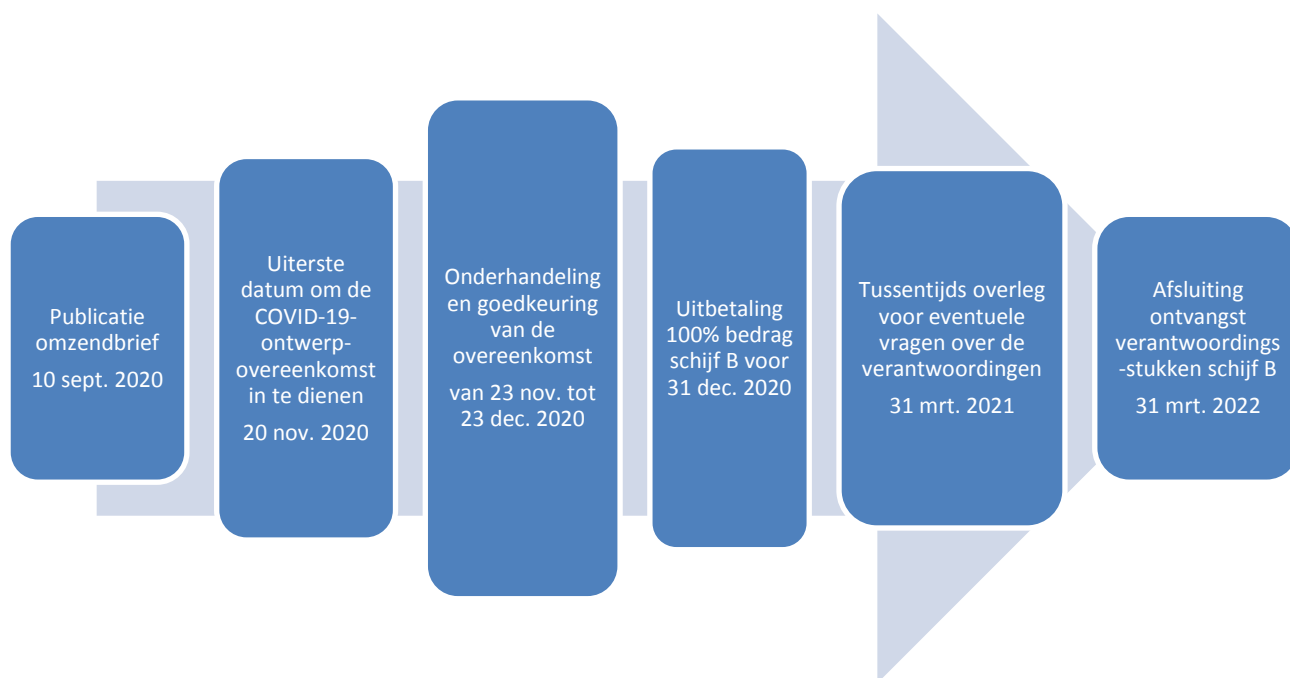 Publicatie
omzendbrief
10 sept. 2020
Uiterste
datum om de
COVID-19-
ontwerp-
overeenkomst
in te dienen
20 nov. 2020
Onderhandeling
en goedkeuring
van de
overeenkomst
van 23 nov. tot
23 dec. 2020
Uitbetaling
100% bedrag
schijf B voor
31 dec. 2020
Tussentijds overleg
voor eventuele
vragen over de
verantwoordingen
31 mrt. 2021
Afsluiting
ontvangst
verantwoordings
-stukken schijf B
31 mrt. 2022